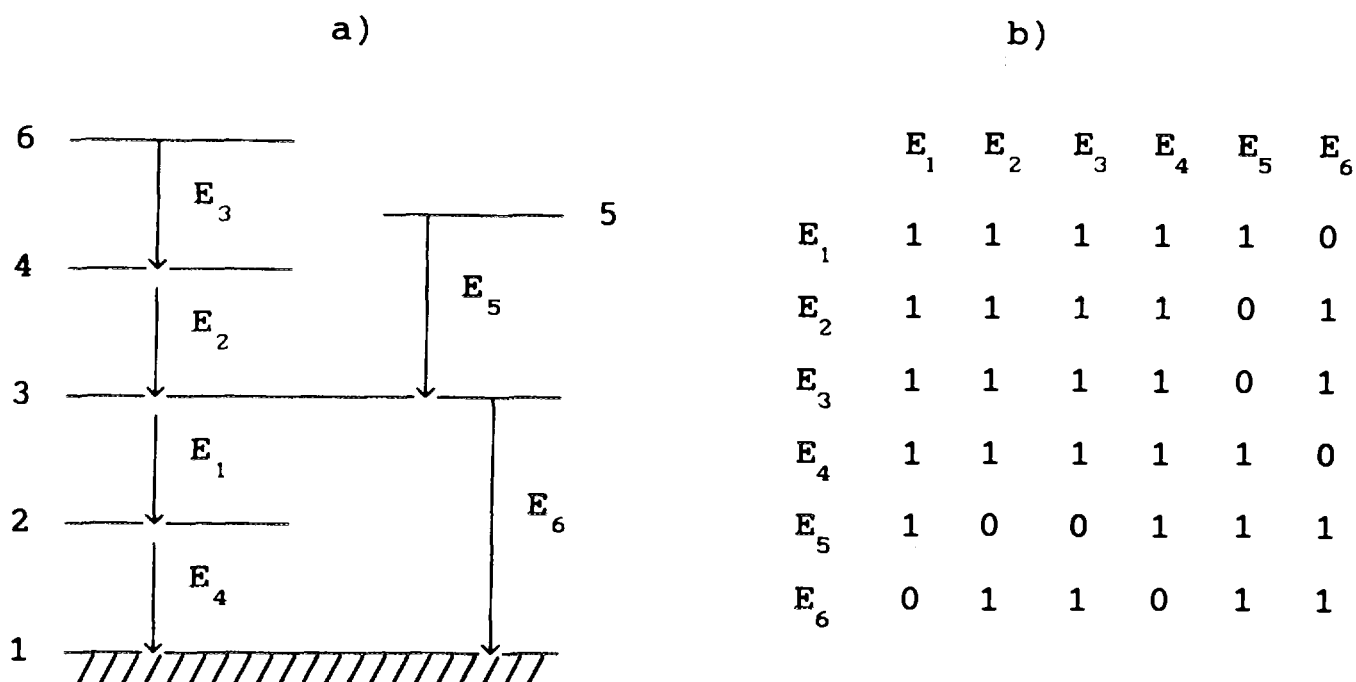 a)
6
E₃
5
4
E₅
E₂
3
E₁
E₆
2
E₄
1
b)
E₁ E₂ E₃ E₄ E₅ E₆
E₁ 1 1 1 1 1 0
E₂ 1 1 1 1 0 1
E₃ 1 1 1 1 0 1
E₄ 1 1 1 1 1 0
E₅ 1 0 0 1 1 1
E₆ 0 1 1 0 1 1